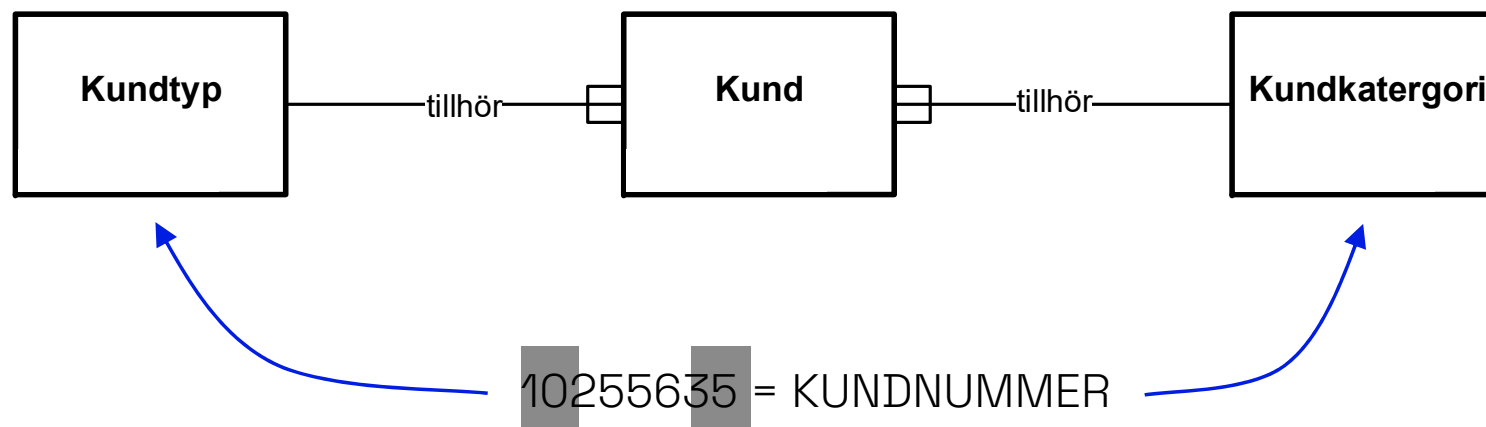 Kundtyp
tillhör
Kund
tillhör
Kundkatergori
10255635 = KUNDNUMMER